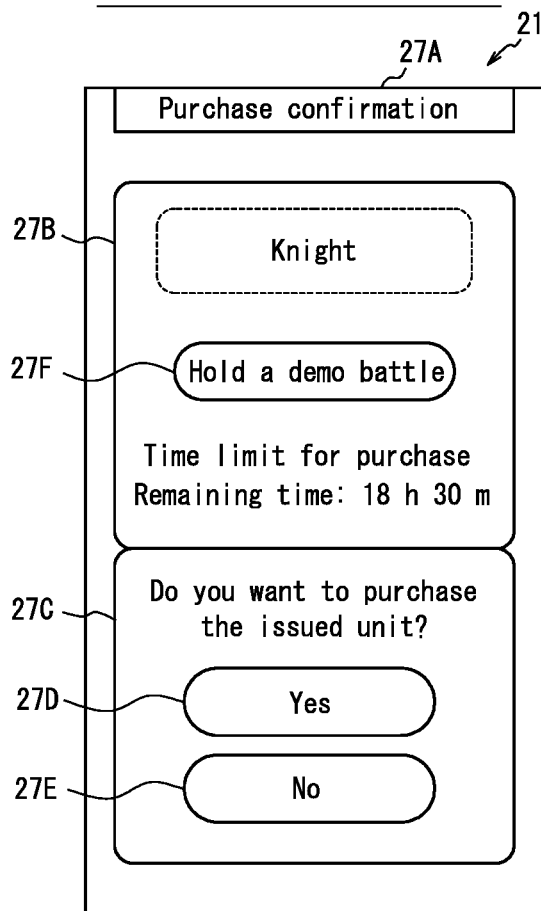 21
27A
Purchase confirmation
27B
Knight
27F
Hold a demo battle
Time limit for purchase
Remaining time: 18 h 30 m
27C
Do you want to purchase
the issued unit?
27D
Yes
27E
No